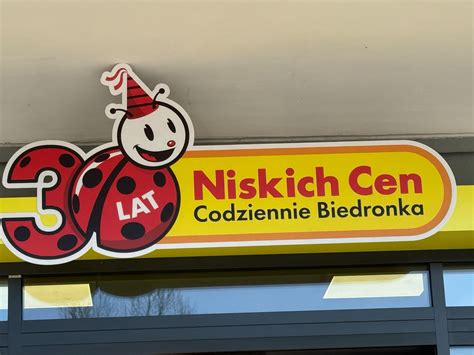 30
LAT
Niskich Cen
Codziennie Biedronka